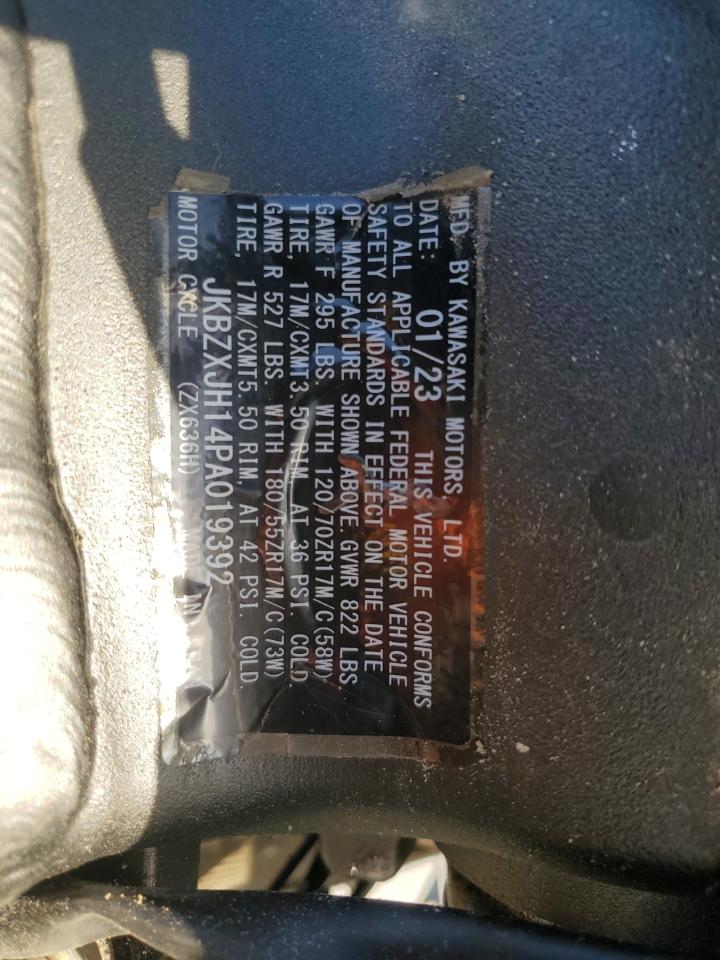 MFD BY KAWASAKI MOTORS, LTD.
DATE: 01/23 THIS VEHICLE CONFORMS
TO ALL APPLICABLE FEDERAL MOTOR VEHICLE
SAFETY STANDARDS IN EFFECT ON THE DATE
OF MANUFACTURE SHOWN ABOVE. GVWR 822 LBS
GAWR F 295 LBS. WITH 120/70ZR17M/C(58W)
TIRE, 17M/CXMT3.50 RIM, AT 36 PSI. COLD
GAWR R 527 LBS. WITH 180/55ZR17M/C(73W)
TIRE, 17M/CXMT5.50 RIM, AT 42 PSI. COLD.
JKBZXJH14PA019392
MOTOR CYCLE (ZX636H) IN